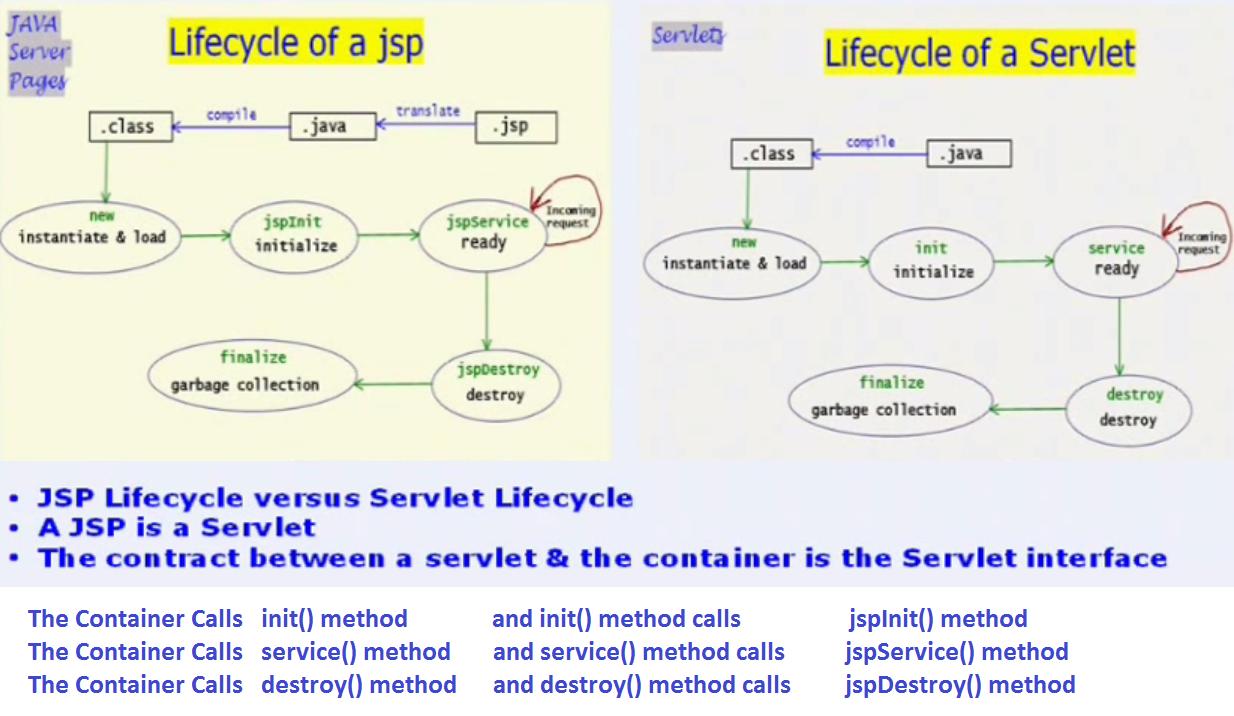 JAVA
Server
Pages
Lifecycle of a jsp
.class
compile
.java
translate
.jsp
new
instantiate & load
jspInit
initialize
jspService
ready
Incoming
request
finalize
garbage collection
jspDestroy
destroy
Servlets
Lifecycle of a Servlet
.class
compile
.java
new
instantiate & load
init
initialize
service
ready
Incoming
request
finalize
garbage collection
destroy
destroy
• JSP Lifecycle versus Servlet Lifecycle
• A JSP is a Servlet
• The contract between a servlet & the container is the Servlet interface
The Container Calls init() method and init() method calls jspInit() method
The Container Calls service() method and service() method calls jspService() method
The Container Calls destroy() method and destroy() method calls jspDestroy() method